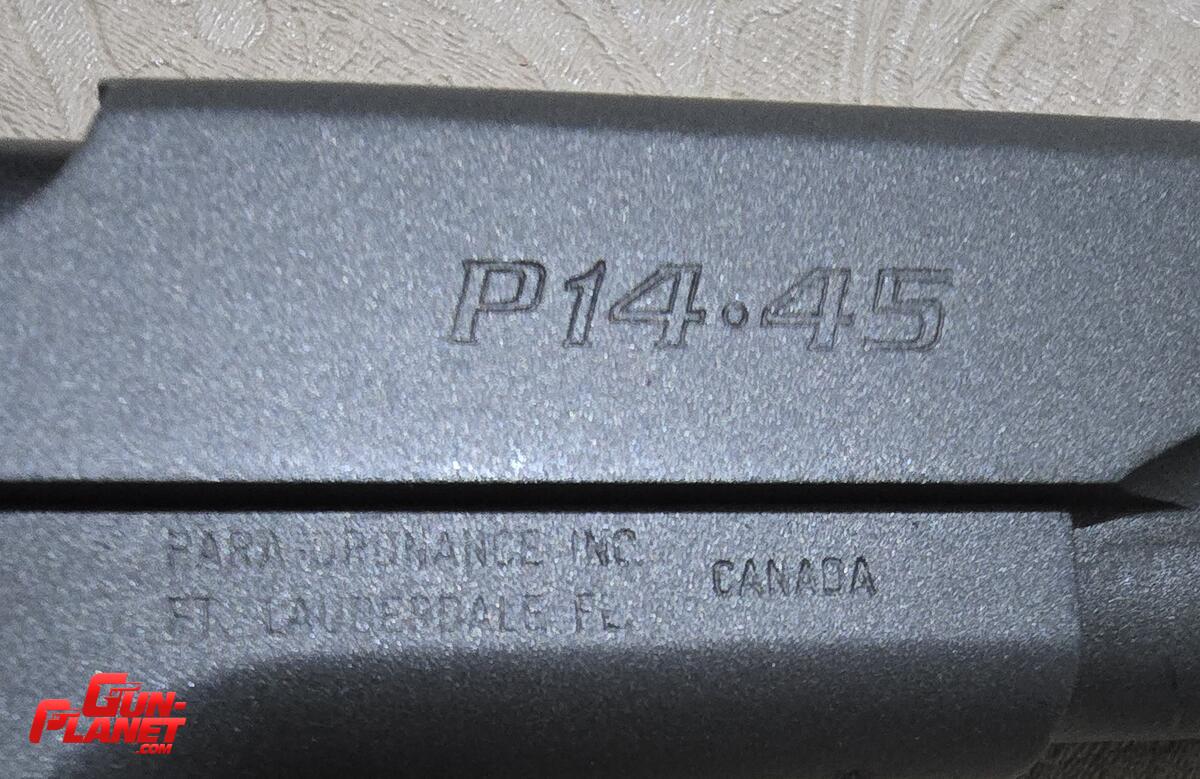 P14·45
PARA-ORDNANCE INC.
FT. LAUDERDALE FL.
CANADA
GUN-
PLANET
.COM